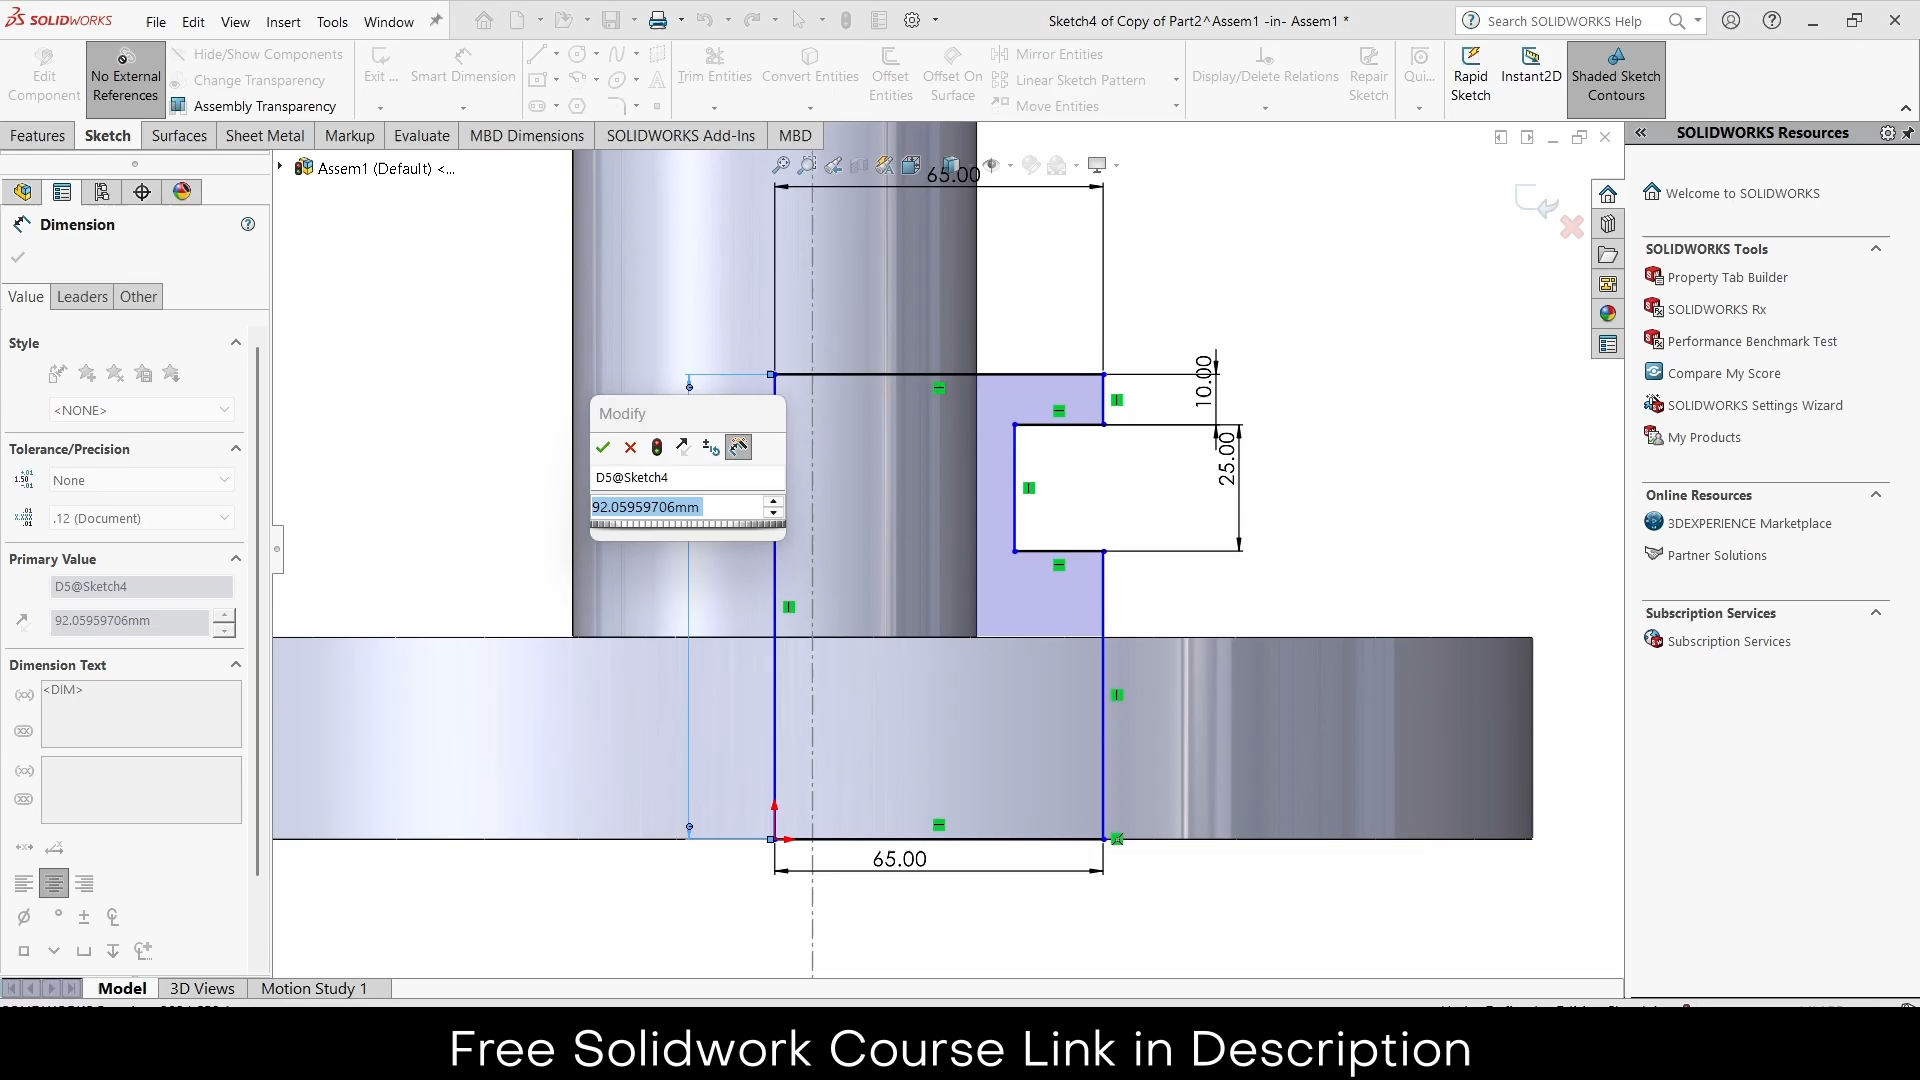 SOLIDWORKS File Edit View Insert Tools Window Sketch4 of Copy of Part2^Assem1 -in- Assem1 * Search SOLIDWORKS Help
Edit Component
No External References
Hide/Show Components
Change Transparency
Assembly Transparency
Exit ...
Smart Dimension
Trim Entities
Convert Entities
Offset Entities
Offset On Surface
Mirror Entities
Linear Sketch Pattern
Move Entities
Display/Delete Relations
Repair Sketch
Qui...
Rapid Sketch
Instant2D
Shaded Sketch Contours
Features Sketch Surfaces Sheet Metal Markup Evaluate MBD Dimensions SOLIDWORKS Add-Ins MBD
Assem1 (Default) <...
Dimension
Value Leaders Other
Style
<NONE>
Tolerance/Precision
None
.12 (Document)
Primary Value
D5@Sketch4
92.05959706mm
Dimension Text
<DIM>
65.00
10.00
25.00
65.00
Modify
D5@Sketch4
92.05959706mm
SOLIDWORKS Resources
Welcome to SOLIDWORKS
SOLIDWORKS Tools
Property Tab Builder
SOLIDWORKS Rx
Performance Benchmark Test
Compare My Score
SOLIDWORKS Settings Wizard
My Products
Online Resources
3DEXPERIENCE Marketplace
Partner Solutions
Subscription Services
Subscription Services
Model 3D Views Motion Study 1
Free Solidwork Course Link in Description